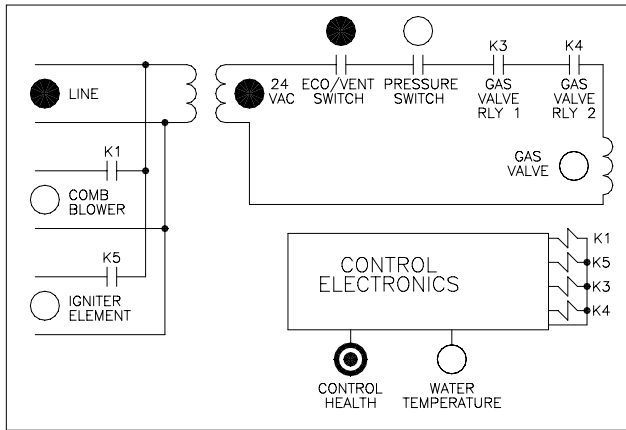 K3
K4
LINE
24
VAC
ECO/VENT
SWITCH
PRESSURE
SWITCH
GAS
VALVE
RLY 1
GAS
VALVE
RLY 2
K1
COMB
BLOWER
GAS
VALVE
K5
IGNITER
ELEMENT
CONTROL
ELECTRONICS
K1
K5
K3
K4
CONTROL
HEALTH
WATER
TEMPERATURE